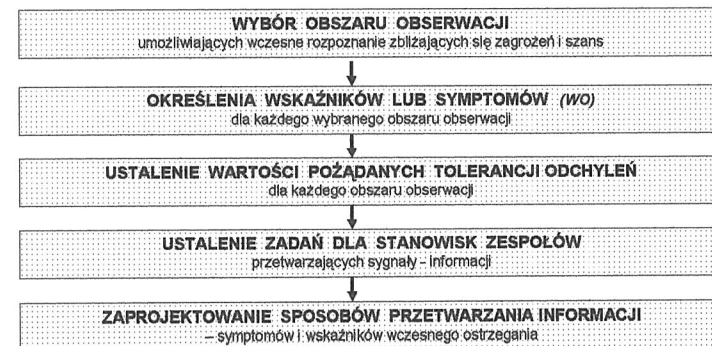 WYBÓR OBSZARU OBSERWACJI
umożliwiających wczesne rozpoznanie zbliżających się zagrożeń i szans
OKREŚLENIA WSKAŹNIKÓW LUB SYMPTOMÓW (WO)
dla każdego wybranego obszaru obserwacji
USTALENIE WARTOŚCI POŻĄDANYCH TOLERANCJI ODCHYLEŃ
dla każdego obszaru obserwacji
USTALENIE ZADAŃ DLA STANOWISK ZESPOŁÓW
przetwarzających sygnały - informacji
ZAPROJEKTOWANIE SPOSOBÓW PRZETWARZANIA INFORMACJI
– symptomów i wskaźników wczesnego ostrzegania